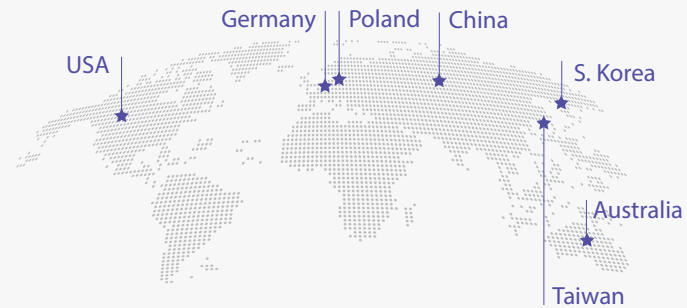 Germany
Poland
China
USA
S. Korea
Australia
Taiwan